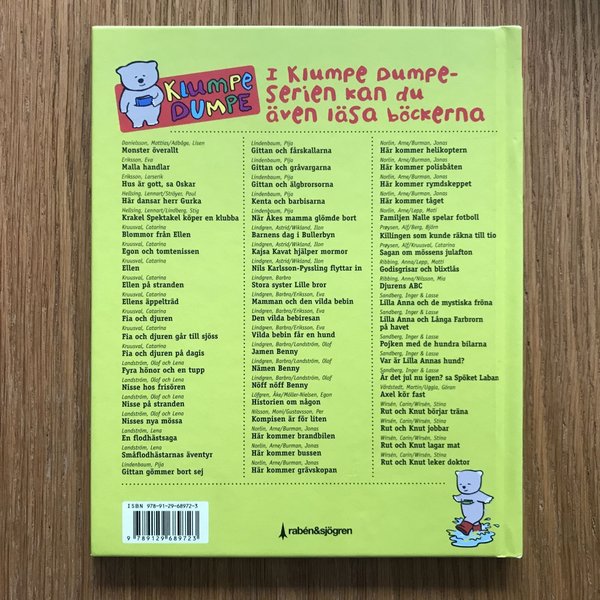 KLUMPE
DUMPE
I KLUMPE DUMPE-
SERIEN KAN DU
ÄVEN LÄSA BÖCKERNA
Danielsson, Mattias/Adbåge, Lisen
Monster överallt
Eriksson, Eva
Malla handlar
Eriksson, Larserik
Hus är gott, sa Oskar
Hellsing, Lennart/Ströyer, Poul
Här dansar herr Gurka
Hellsing, Lennart/Lindberg, Stig
Krakel Spektakel köper en klubba
Kruusval, Catarina
Blommor från Ellen
Kruusval, Catarina
Egon och tomtenissen
Kruusval, Catarina
Ellen
Kruusval, Catarina
Ellen på stranden
Kruusval, Catarina
Ellens äppelträd
Kruusval, Catarina
Fia och djuren
Kruusval, Catarina
Fia och djuren går till sjöss
Kruusval, Catarina
Fia och djuren på dagis
Landström, Olof och Lena
Fyra hönor och en tupp
Landström, Olof och Lena
Nisse hos frisören
Landström, Olof och Lena
Nisse på stranden
Landström, Olof och Lena
Nisses nya mössa
Landström, Lena
En flodhästsaga
Landström, Lena
Småflodhästarnas äventyr
Lindenbaum, Pija
Gittan gömmer bort sej
Lindenbaum, Pija
Gittan och fårskallarna
Lindenbaum, Pija
Gittan och gråvargarna
Lindenbaum, Pija
Gittan och älgbrorsorna
Lindenbaum, Pija
Kenta och barbisarna
Lindenbaum, Pija
När Åkes mamma glömde bort
Lindgren, Astrid/Wikland, Ilon
Barnens dag i Bullerbyn
Lindgren, Astrid/Wikland, Ilon
Kajsa Kavat hjälper mormor
Lindgren, Astrid/Wikland, Ilon
Nils Karlsson-Pyssling flyttar in
Lindgren, Barbro
Stora syster Lille bror
Lindgren, Barbro/Eriksson, Eva
Mamman och den vilda bebin
Lindgren, Barbro/Eriksson, Eva
Den vilda bebiresan
Lindgren, Barbro/Eriksson, Eva
Vilda bebin får en hund
Lindgren, Barbro/Landström, Olof
Jamen Benny
Lindgren, Barbro/Landström, Olof
Nämen Benny
Lindgren, Barbro/Landström, Olof
Nöff nöff Benny
Löfgren, Åke/Møller-Nielsen, Egon
Historien om någon
Nilsson, Moni/Gustavsson, Per
Kompisen är för liten
Norlin, Arne/Burman, Jonas
Här kommer brandbilen
Norlin, Arne/Burman, Jonas
Här kommer bussen
Norlin, Arne/Burman, Jonas
Här kommer grävskopan
Norlin, Arne/Burman, Jonas
Här kommer helikoptern
Norlin, Arne/Burman, Jonas
Här kommer polisbåten
Norlin, Arne/Burman, Jonas
Här kommer rymdskeppet
Norlin, Arne/Burman, Jonas
Här kommer tåget
Norlin, Arne/Lepp, Mati
Familjen Nalle spelar fotboll
Prøysen, Alf/Berg, Björn
Killingen som kunde räkna till tio
Prøysen, Alf/Kruusval, Catarina
Sagan om mössens julafton
Ribbing, Anna/Lepp, Matti
Godisgrisar och blixtlås
Ribbing, Arna/Nilsson, Mia
Djurens ABC
Sandberg, Inger & Lasse
Lilla Anna och de mystiska fröna
Sandberg, Inger & Lasse
Lilla Anna och Långa Farbrorn
på havet
Sandberg, Inger & Lasse
Pojken med de hundra bilarna
Sandberg, Inger & Lasse
Var är Lilla Annas hund?
Sandberg, Inger & Lasse
Är det jul nu igen? sa Spöket Laban
Vårdstedt, Martin/Uggla, Göran
Axel kör fast
Wirsén, Carin/Wirsén, Stina
Rut och Knut börjar träna
Wirsén, Carin/Wirsén, Stina
Rut och Knut jobbar
Wirsén, Carin/Wirsén, Stina
Rut och Knut lagar mat
Wirsén, Carin/Wirsén, Stina
Rut och Knut leker doktor
ISBN 978-91-29-68972-3
9 789129 689723
rabén&sjögren